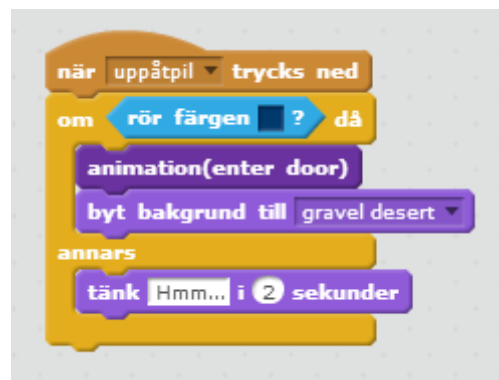 när uppåtpil trycks ned
om rör färgen ? då
animation(enter door)
byt bakgrund till gravel desert
annars
tänk Hmm... i 2 sekunder